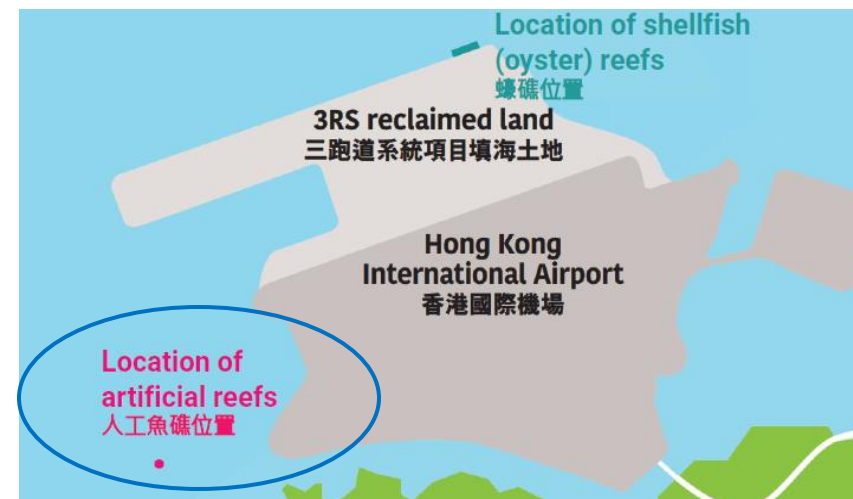 Location of shellfish
(oyster) reefs
蠔礁位置
3RS reclaimed land
三跑道系統項目填海土地
Hong Kong
International Airport
香港國際機場
Location of
artificial reefs
人工魚礁位置